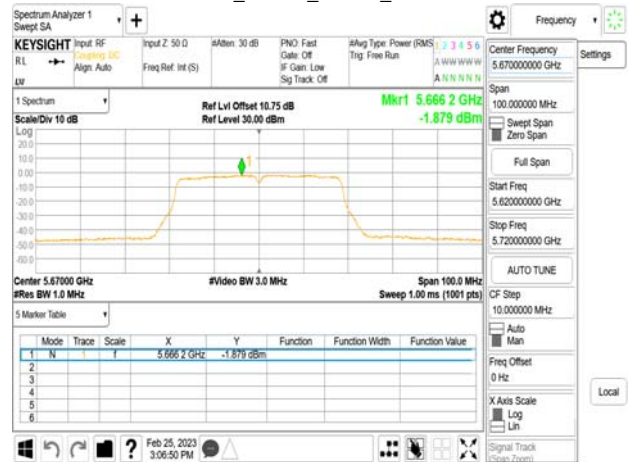 Spectrum Analyzer 1
Swept SA
Frequency
KEYSIGHT
Input: RF
Coupling: DC
Align: Auto
Input Z: 50 Ω
Freq Ref: Int (S)
#Atten: 30 dB
PNO: Fast
Gate: Off
IF Gain: Low
Sig Track: Off
#Avg Type: Power (RMS
Trig: Free Run
1 2 3 4 5 6
A W W W W W
A N N N N N
RL
1 Spectrum
Scale/Div 10 dB
Ref Lvl Offset 10.75 dB
Ref Level 30.00 dBm
Mkr1 5.666 2 GHz
-1.879 dBm
Log
20.0
10.0
0.00
-10.0
-20.0
-30.0
-40.0
-50.0
-60.0
1
Center 5.67000 GHz
#Video BW 3.0 MHz
Span 100.0 MHz
#Res BW 1.0 MHz
Sweep 1.00 ms (1001 pts)
5 Marker Table
Mode Trace Scale X Y Function Function Width Function Value
1 N 1 f 5.666 2 GHz -1.879 dBm
2
3
4
5
6
Feb 25, 2023
3:06:50 PM
Center Frequency
5.670000000 GHz
Settings
Span
100.000000 MHz
Swept Span
Zero Span
Full Span
Start Freq
5.620000000 GHz
Stop Freq
5.720000000 GHz
AUTO TUNE
CF Step
10.000000 MHz
Auto
Man
Freq Offset
0 Hz
X Axis Scale
Log
Lin
Local
Signal Track
(Span Zoom)